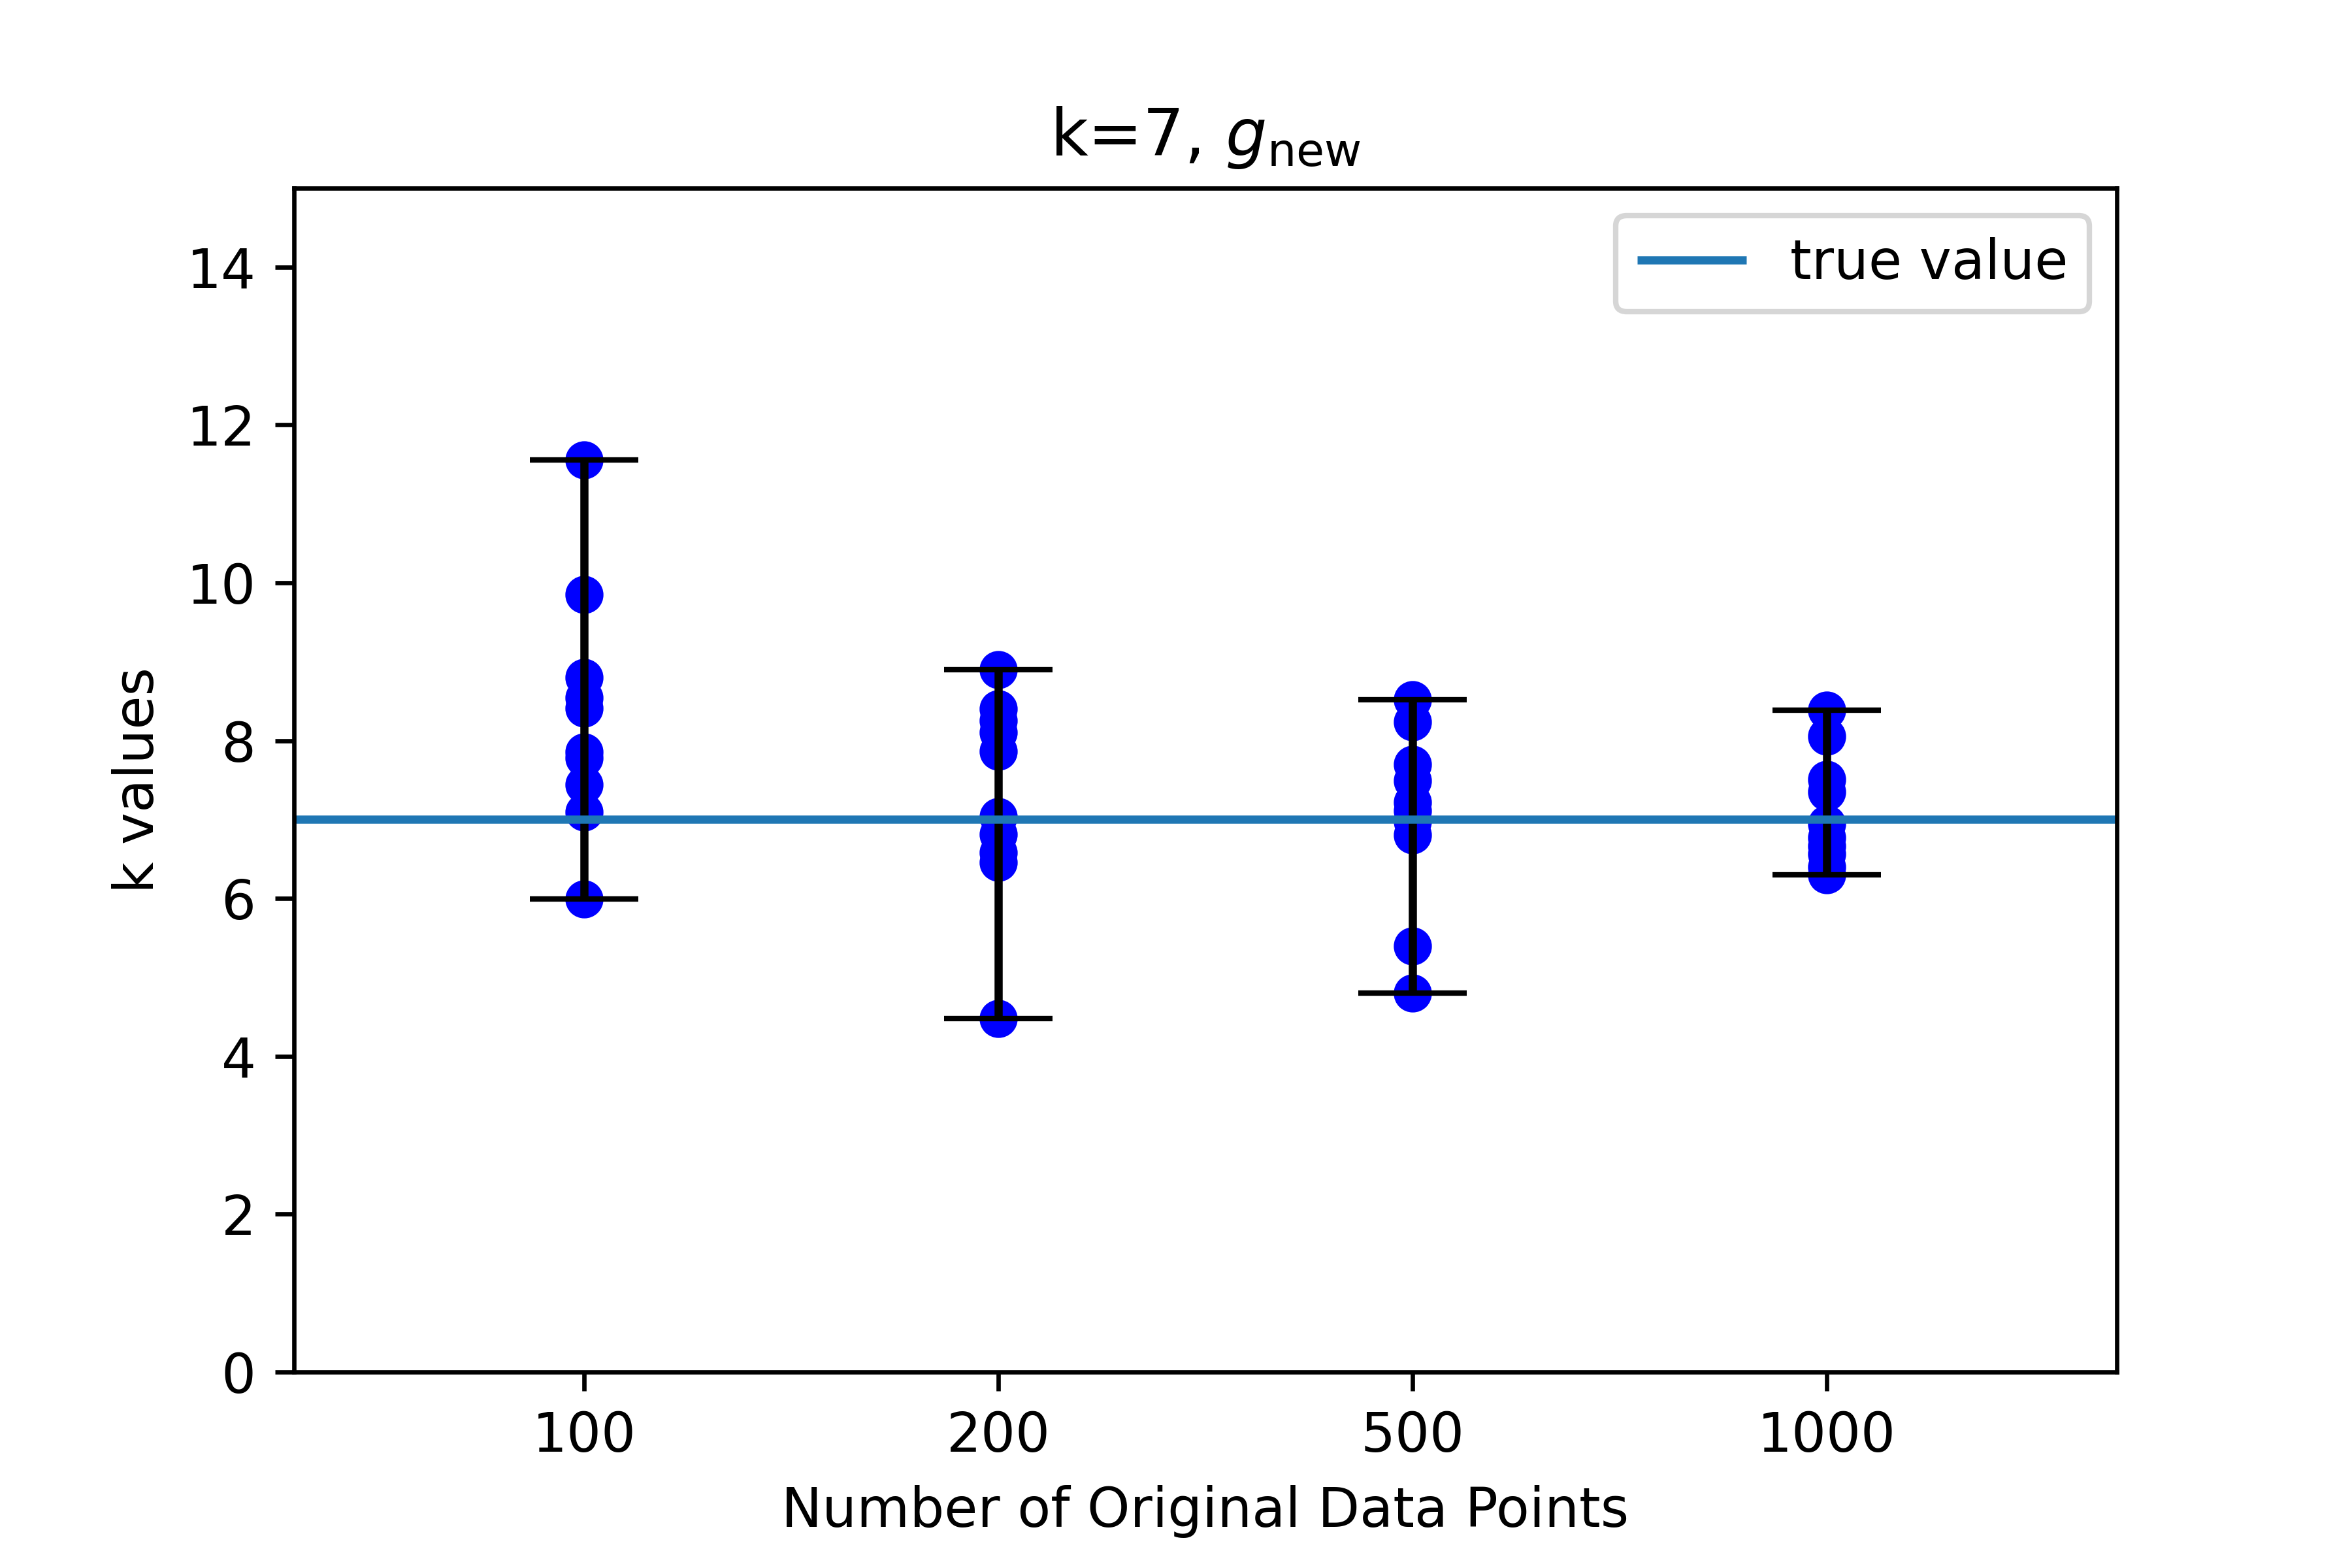 k=7, gnew
true value
14
12
10
8
6
4
2
0
k values
100 200 500 1000
Number of Original Data Points